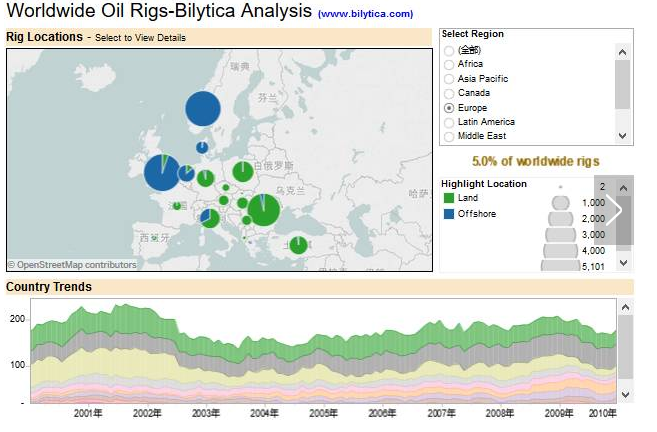 Worldwide Oil Rigs-Bilytica Analysis (www.bilytica.com)
Rig Locations - Select to View Details
瑞典
芬兰
白俄罗斯
乌克兰
哈萨
西班牙
© OpenStreetMap contributors
Select Region
(全部)
Africa
Asia Pacific
Canada
Europe
Latin America
Middle East
5.0% of worldwide rigs
Highlight Location
Land
Offshore
2
1,000
2,000
3,000
4,000
5,101
Country Trends
200
100
2001年 2002年 2003年 2004年 2005年 2006年 2007年 2008年 2009年 2010年